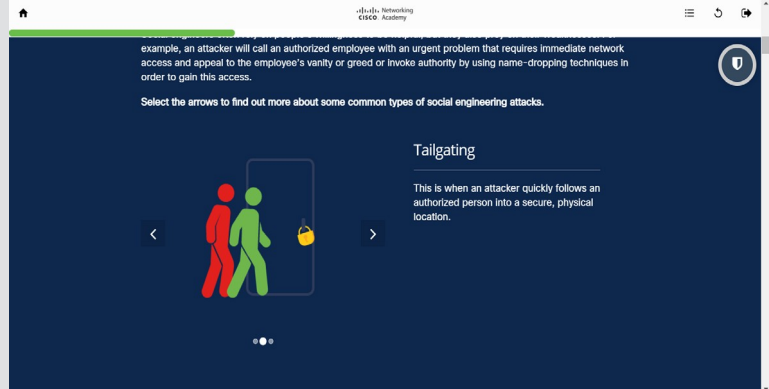 Networking
CISCO Academy
example, an attacker will call an authorized employee with an urgent problem that requires immediate network
access and appeal to the employee's vanity or greed or invoke authority by using name-dropping techniques in
order to gain this access.
Select the arrows to find out more about some common types of social engineering attacks.
Tailgating
This is when an attacker quickly follows an
authorized person into a secure, physical
location.